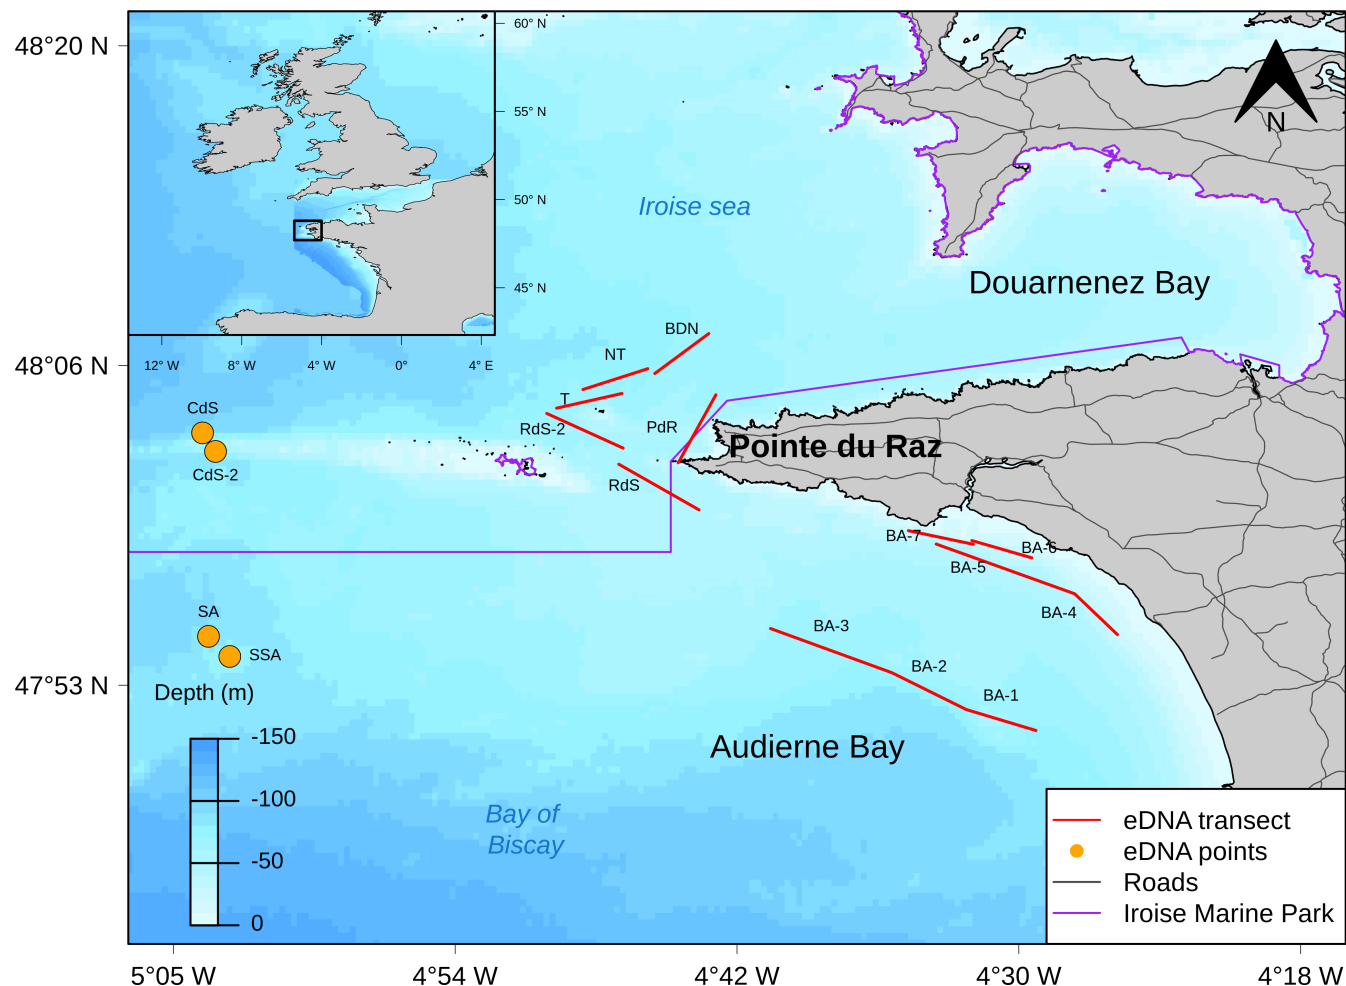 48°20 N
60° N
55° N
50° N
45° N
12° W
8° W
4° W
0°
4° E
N
Iroise sea
Douarnenez Bay
BDN
NT
48°06 N
T
CdS
RdS-2
PdR
Pointe du Raz
CdS-2
RdS
BA-7
BA-6
BA-5
SA
BA-4
BA-3
SSA
BA-2
47°53 N
Depth (m)
BA-1
-150
Audierne Bay
-100
Bay of
Biscay
-50
0
eDNA transect
eDNA points
Roads
Iroise Marine Park
5°05 W
4°54 W
4°42 W
4°30 W
4°18 W